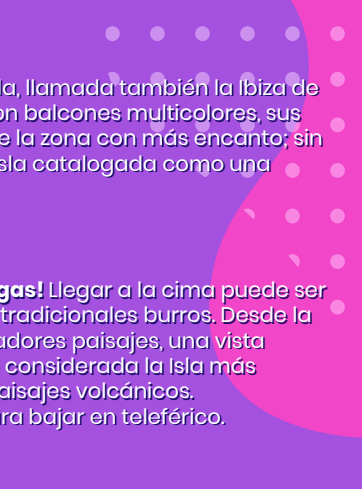 la, llamada también la Ibiza de
on balcones multicolores, sus
e la zona con más encanto; sin
sla catalogada como una
gas! Llegar a la cima puede ser
tradicionales burros. Desde la
adores paisajes, una vista
considerada la Isla más
aisajes volcánicos.
ra bajar en teleférico.